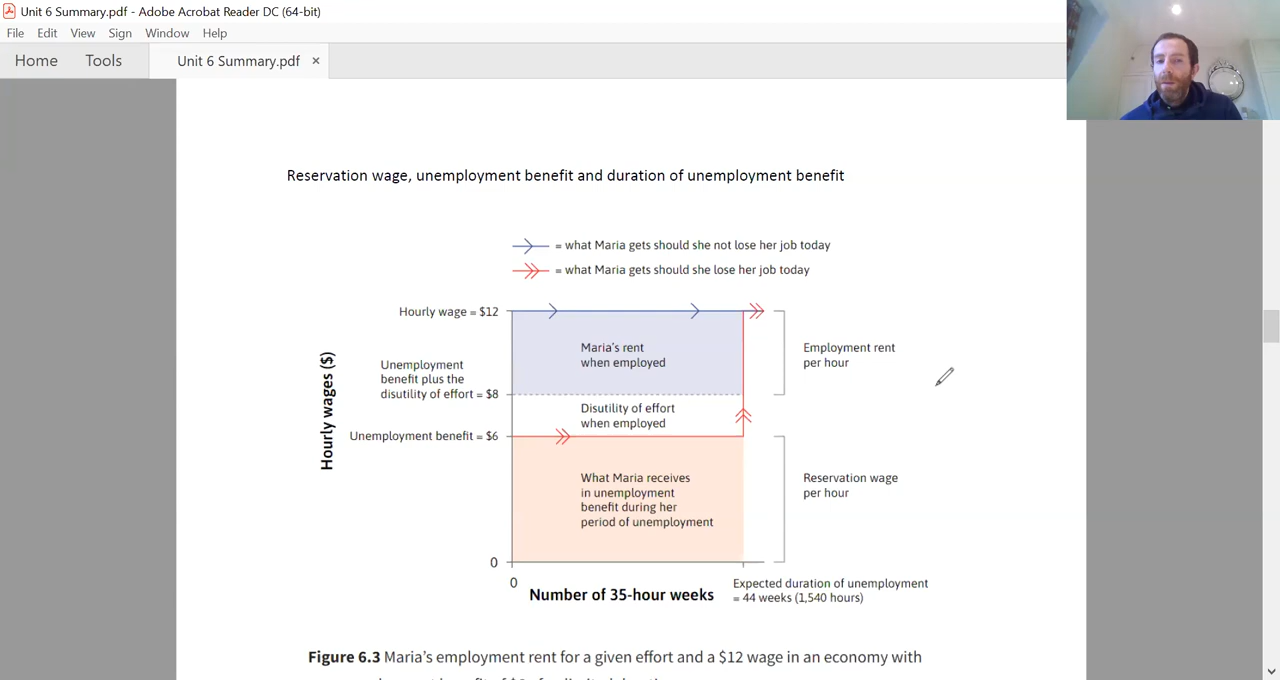 Unit 6 Summary.pdf - Adobe Acrobat Reader DC (64-bit)
File Edit View Sign Window Help
Home Tools Unit 6 Summary.pdf ×
Reservation wage, unemployment benefit and duration of unemployment benefit
= what Maria gets should she not lose her job today
= what Maria gets should she lose her job today
Hourly wage = $12
Maria's rent
when employed
Employment rent
per hour
Unemployment
benefit plus the
disutility of effort = $8
Disutility of effort
when employed
Hourly wages ($)
Unemployment benefit = $6
What Maria receives
in unemployment
benefit during her
period of unemployment
Reservation wage
per hour
0
0
Number of 35-hour weeks
Expected duration of unemployment
= 44 weeks (1,540 hours)
Figure 6.3 Maria's employment rent for a given effort and a $12 wage in an economy with